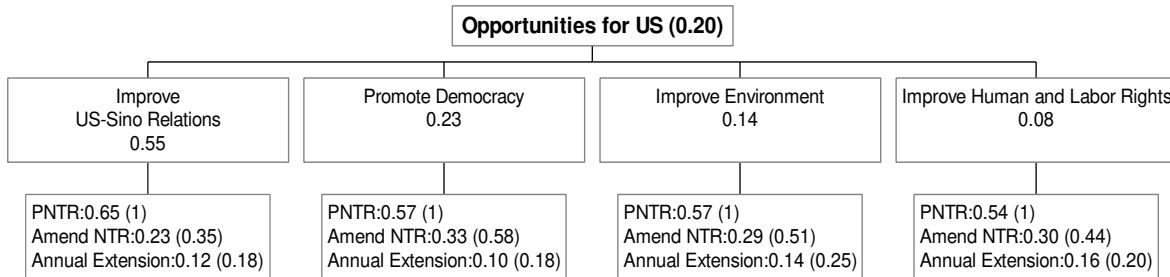 Opportunities for US (0.20)
Improve
US-Sino Relations
0.55
Promote Democracy
0.23
Improve Environment
0.14
Improve Human and Labor Rights
0.08
PNTR:0.65 (1)
Amend NTR:0.23 (0.35)
Annual Extension:0.12 (0.18)
PNTR:0.57 (1)
Amend NTR:0.33 (0.58)
Annual Extension:0.10 (0.18)
PNTR:0.57 (1)
Amend NTR:0.29 (0.51)
Annual Extension:0.14 (0.25)
PNTR:0.54 (1)
Amend NTR:0.30 (0.44)
Annual Extension:0.16 (0.20)